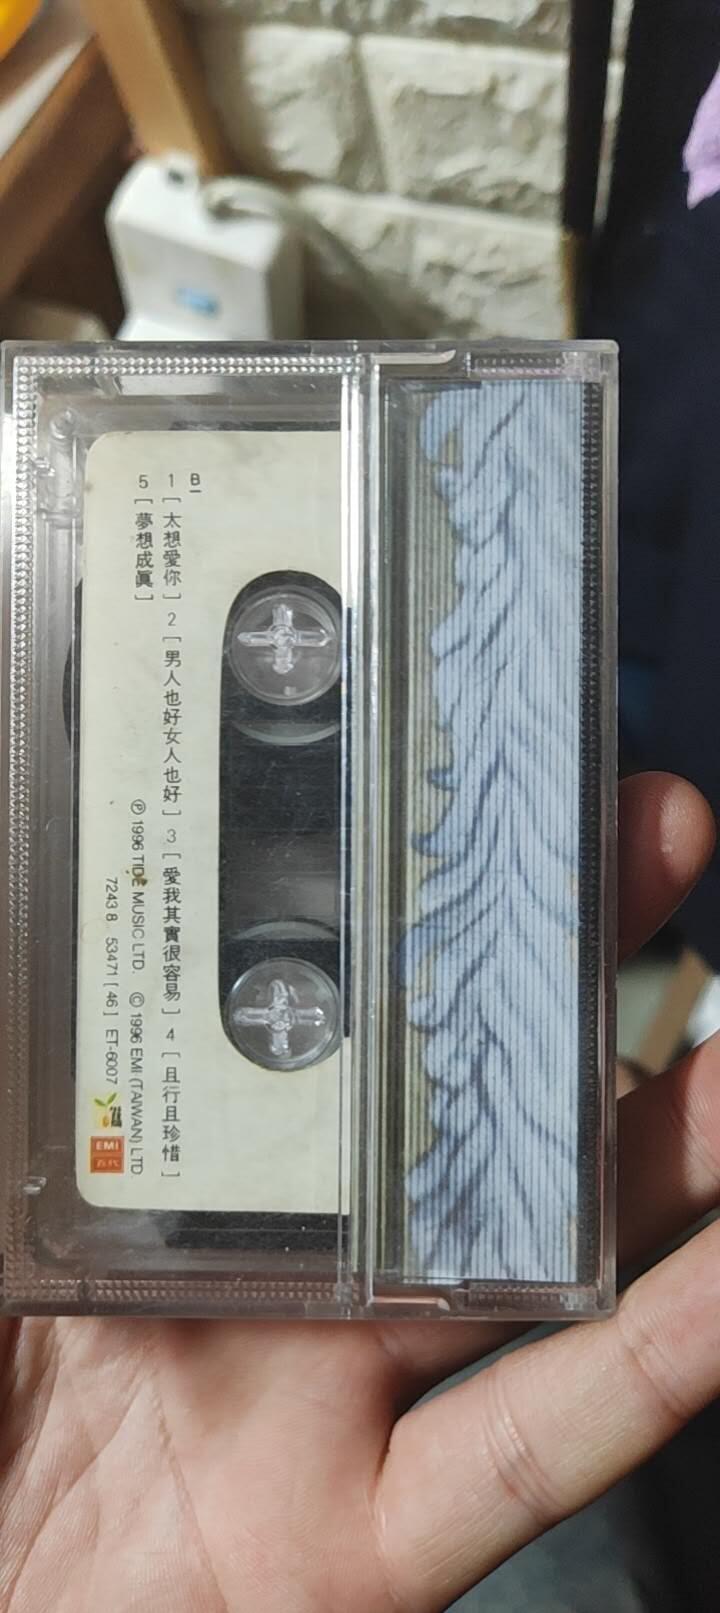 B
1 [ 太想愛你 ] 2 [ 男人也好女人也好 ] 3 [ 愛我其實很容易 ] 4 [ 且行且珍惜 ]
5 [ 夢想成真 ]
℗ 1996 TIDE MUSIC LTD. © 1996 EMI (TAIWAN) LTD.
7243 8 53471 [ 46 ] ET-6007
EMI
百代